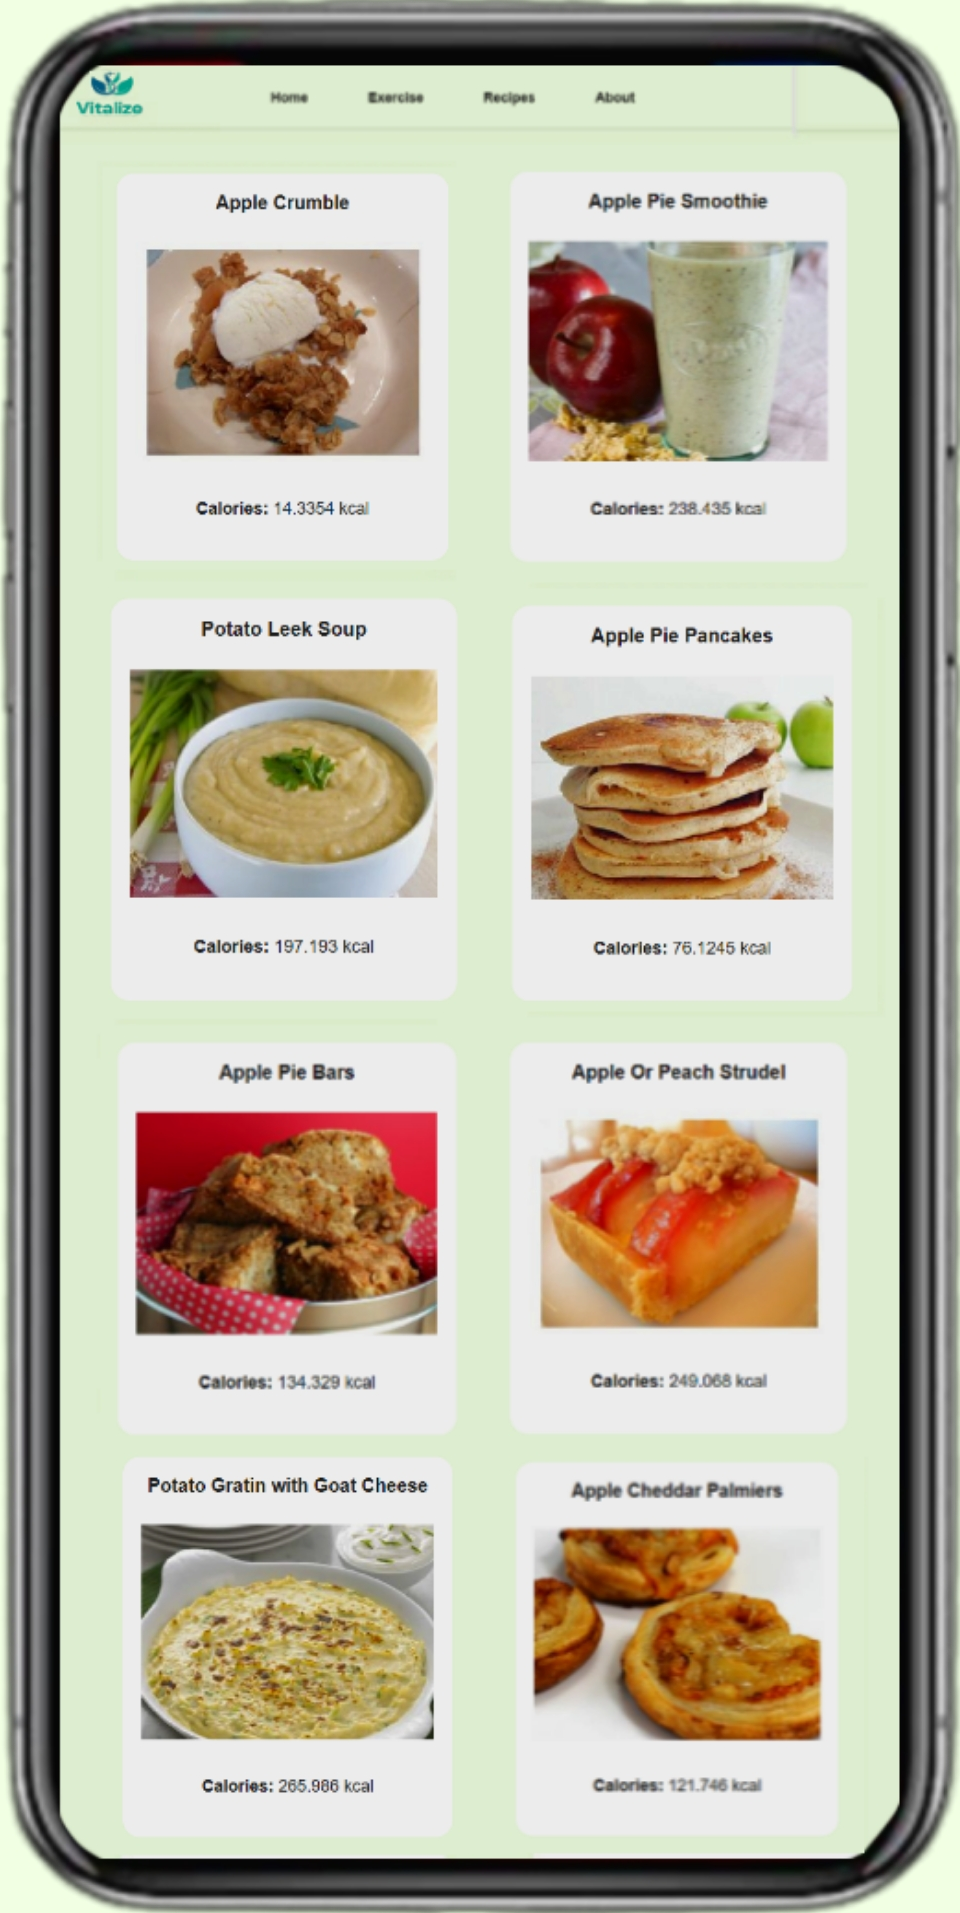 Vitalize
Home Exercise Recipes About
Apple Crumble
Calories: 14.3354 kcal
Apple Pie Smoothie
Calories: 238.435 kcal
Potato Leek Soup
Calories: 197.193 kcal
Apple Pie Pancakes
Calories: 76.1245 kcal
Apple Pie Bars
Calories: 134.329 kcal
Apple Or Peach Strudel
Calories: 249.068 kcal
Potato Gratin with Goat Cheese
Calories: 265.986 kcal
Apple Cheddar Palmiers
Calories: 121.746 kcal